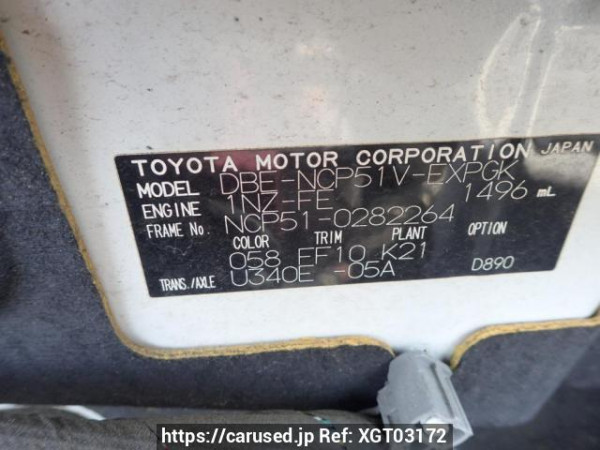 TOYOTA MOTOR CORPORATION JAPAN
MODEL DBE-NCP51V-EXPGK
ENGINE 1NZ-FE 1496 mL
FRAME No. NCP51-0282264
COLOR TRIM PLANT OPTION
058 EF10 K21
TRANS./AXLE U340E -05A D890
https://carused.jp Ref: XGT03172